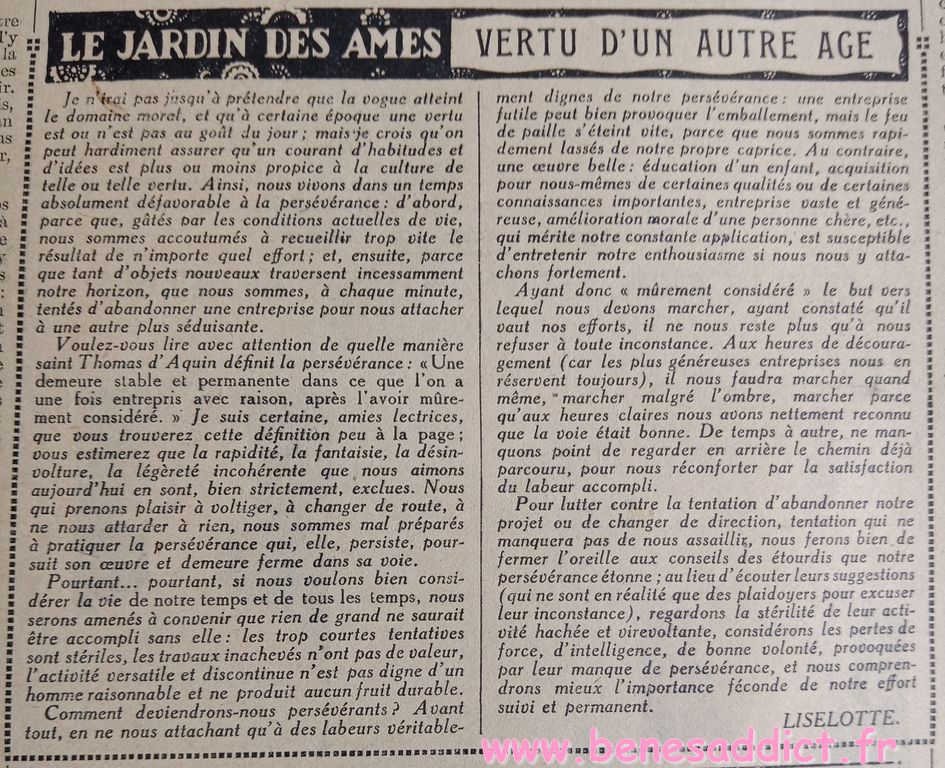 LE JARDIN DES AMES
VERTU D'UN AUTRE AGE
Je n'irai pas jusqu'à prétendre que la vogue atteint
le domaine moral, et qu'à certaine époque une vertu
est ou n'est pas au goût du jour ; mais je crois qu'on
peut hardiment assurer qu'un courant d'habitudes et
d'idées est plus ou moins propice à la culture de
telle ou telle vertu. Ainsi, nous vivons dans un temps
absolument défavorable à la persévérance : d'abord,
parce que, gâtés par les conditions actuelles de vie,
nous sommes accoutumés à recueillir trop vite le
résultat de n'importe quel effort ; et, ensuite, parce
que tant d'objets nouveaux traversent incessamment
notre horizon, que nous sommes, à chaque minute,
tentés d'abandonner une entreprise pour nous attacher
à une autre plus séduisante.
Voulez-vous lire avec attention de quelle manière
saint Thomas d'Aquin définit la persévérance : « Une
demeure stable et permanente dans ce que l'on a
une fois entrepris avec raison, après l'avoir mûre-
ment considéré. » Je suis certaine, amies lectrices,
que vous trouverez cette définition peu à la page ;
vous estimerez que la rapidité, la fantaisie, la désin-
volture, la légèreté incohérente que nous aimons
aujourd'hui en sont, bien strictement, exclues. Nous
qui prenons plaisir à voltiger, à changer de route, à
ne nous attarder à rien, nous sommes mal préparés
à pratiquer la persévérance qui, elle, persiste, pour-
suit son œuvre et demeure ferme dans sa voie.
Pourtant... pourtant, si nous voulons bien consi-
dérer la vie de notre temps et de tous les temps, nous
serons amenés à convenir que rien de grand ne saurait
être accompli sans elle : les trop courtes tentatives
sont stériles, les travaux inachevés n'ont pas de valeur,
l'activité versatile et discontinue n'est pas digne d'un
homme raisonnable et ne produit aucun fruit durable.
Comment deviendrons-nous persévérants ? Avant
tout, en ne nous attachant qu'à des labeurs véritable-
ment dignes de notre persévérance : une entreprise
futile peut bien provoquer l'emballement, mais le feu
de paille s'éteint vite, parce que nous sommes rapi-
dement lassés de notre propre caprice. Au contraire,
une œuvre belle : éducation d'un enfant, acquisition
pour nous-mêmes de certaines qualités ou de certaines
connaissances importantes, entreprise vaste et géné-
reuse, amélioration morale d'une personne chère, etc.,
qui mérite notre constante application, est susceptible
d'entretenir notre enthousiasme si nous nous y atta-
chons fortement.
Ayant donc « mûrement considéré » le but vers
lequel nous devons marcher, ayant constaté qu'il
vaut nos efforts, il ne nous reste plus qu'à nous
refuser à toute inconstance. Aux heures de découra-
gement (car les plus généreuses entreprises nous en
réservent toujours), il nous faudra marcher quand
même, marcher malgré l'ombre, marcher parce
qu'aux heures claires nous avons nettement reconnu
que la voie était bonne. De temps à autre, ne man-
quons point de regarder en arrière le chemin déjà
parcouru, pour nous réconforter par la satisfaction
du labeur accompli.
Pour lutter contre la tentation d'abandonner notre
projet ou de changer de direction, tentation qui ne
manquera pas de nous assaillir, nous ferons bien de
fermer l'oreille aux conseils des étourdis que notre
persévérance étonne ; au lieu d'écouter leurs suggestions
(qui ne sont en réalité que des plaidoyers pour excuser
leur inconstance), regardons la stérilité de leur acti-
vité hachée et virevoltante, considérons les pertes de
force, d'intelligence, de bonne volonté, provoquées
par leur manque de persévérance, et nous compren-
drons mieux l'importance féconde de notre effort
suivi et permanent.
LISELOTTE.
www.benesaddict.fr